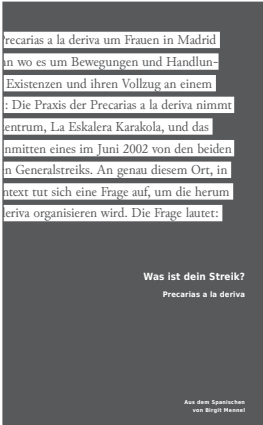 Precarias a la deriva um Frauen in Madrid
nn wo es um Bewegungen und Handlun-
Existenzen und ihren Vollzug an einem
: Die Praxis der Precarias a la deriva nimmt
entrum, La Eskalera Karakola, und das
nmitten eines im Juni 2002 von den beiden
n Generalstreiks. An genau diesem Ort, in
ntext tut sich eine Frage auf, um die herum
deriva organisieren wird. Die Frage lautet:
Was ist dein Streik?
Precarias a la deriva
Aus dem Spanischen
von Birgit Mennel